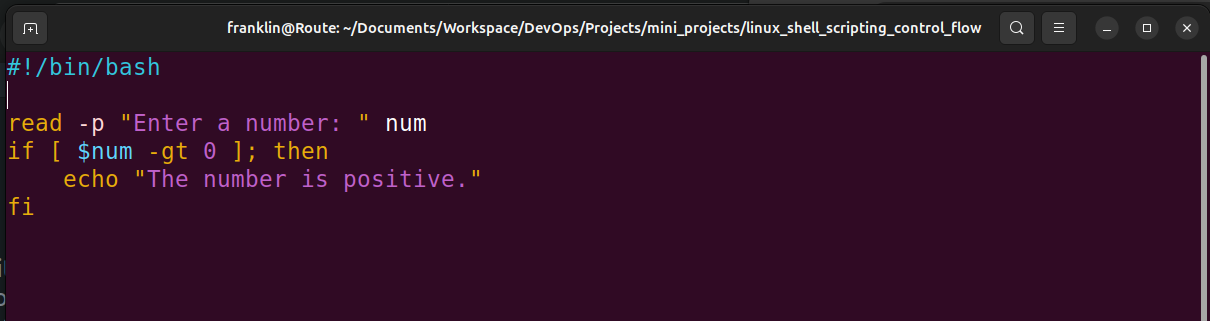 franklin@Route: ~/Documents/Workspace/DevOps/Projects/mini_projects/linux_shell_scripting_control_flow
#!/bin/bash

read -p "Enter a number: " num
if [ $num -gt 0 ]; then
    echo "The number is positive."
fi